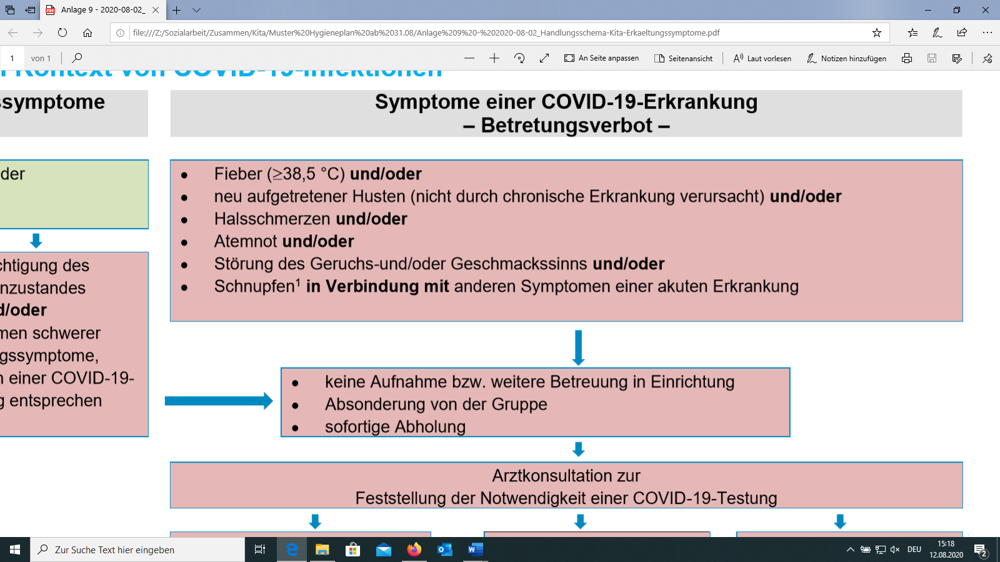 Anlage 9 - 2020-08-02_
file:///Z:/Sozialarbeit/Zusammen/Kita/Muster%20Hygieneplan%20ab%2031.08/Anlage%209%20-%202020-08-02_Handlungsschema-Kita-Erkaeltungssymptome.pdf
1 von 1
An Seite anpassen
Seitenansicht
Laut vorlesen
Notizen hinzufügen
Kontext von COVID-19-Infektionen
ssymptome
Symptome einer COVID-19-Erkrankung
– Betretungsverbot –
der
• Fieber (≥38,5 °C) und/oder
• neu aufgetretener Husten (nicht durch chronische Erkrankung verursacht) und/oder
• Halsschmerzen und/oder
• Atemnot und/oder
• Störung des Geruchs-und/oder Geschmackssinns und/oder
• Schnupfen¹ in Verbindung mit anderen Symptomen einer akuten Erkrankung
chtigung des
nzustandes
d/oder
men schwerer
gssymptome,
n einer COVID-19-
g entsprechen
• keine Aufnahme bzw. weitere Betreuung in Einrichtung
• Absonderung von der Gruppe
• sofortige Abholung
Arztkonsultation zur
Feststellung der Notwendigkeit einer COVID-19-Testung
Zur Suche Text hier eingeben
DEU
15:18
12.08.2020
2